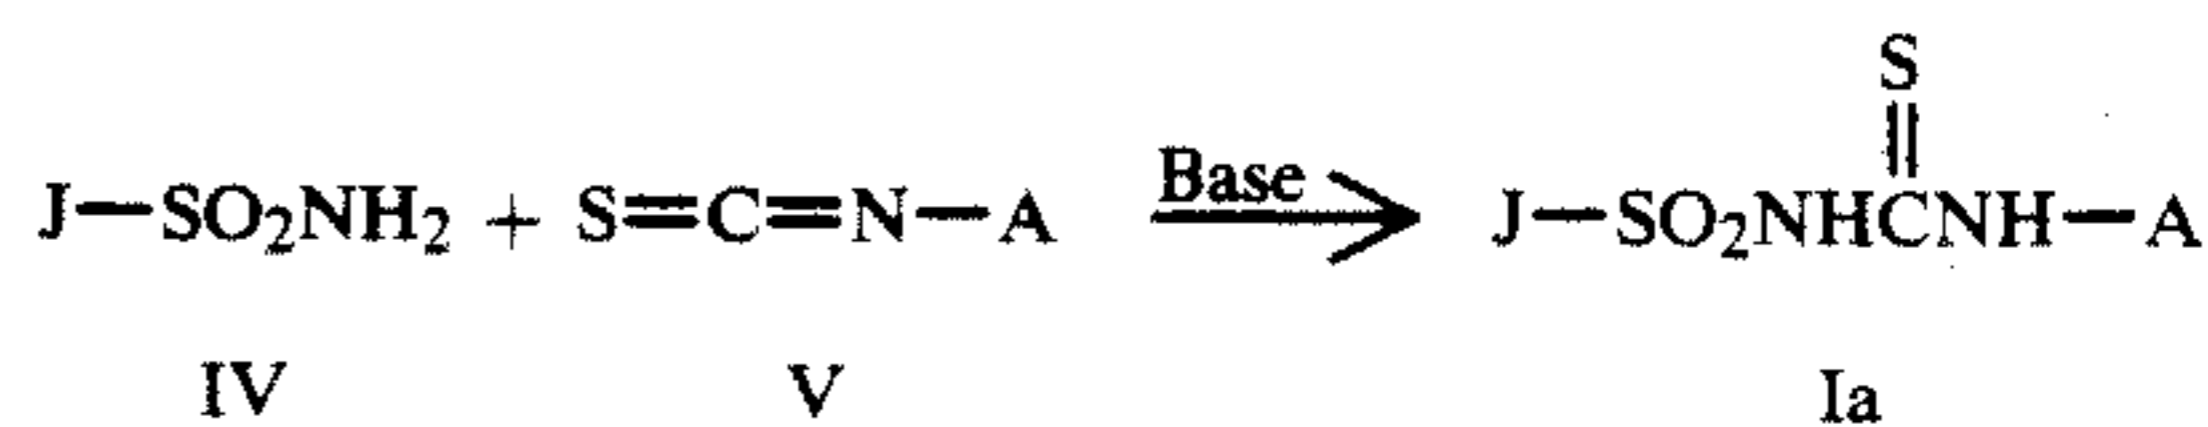 S
J—SO₂NH₂ + S=C=N—A Base J—SO₂NHCNH—A
IV V Ia